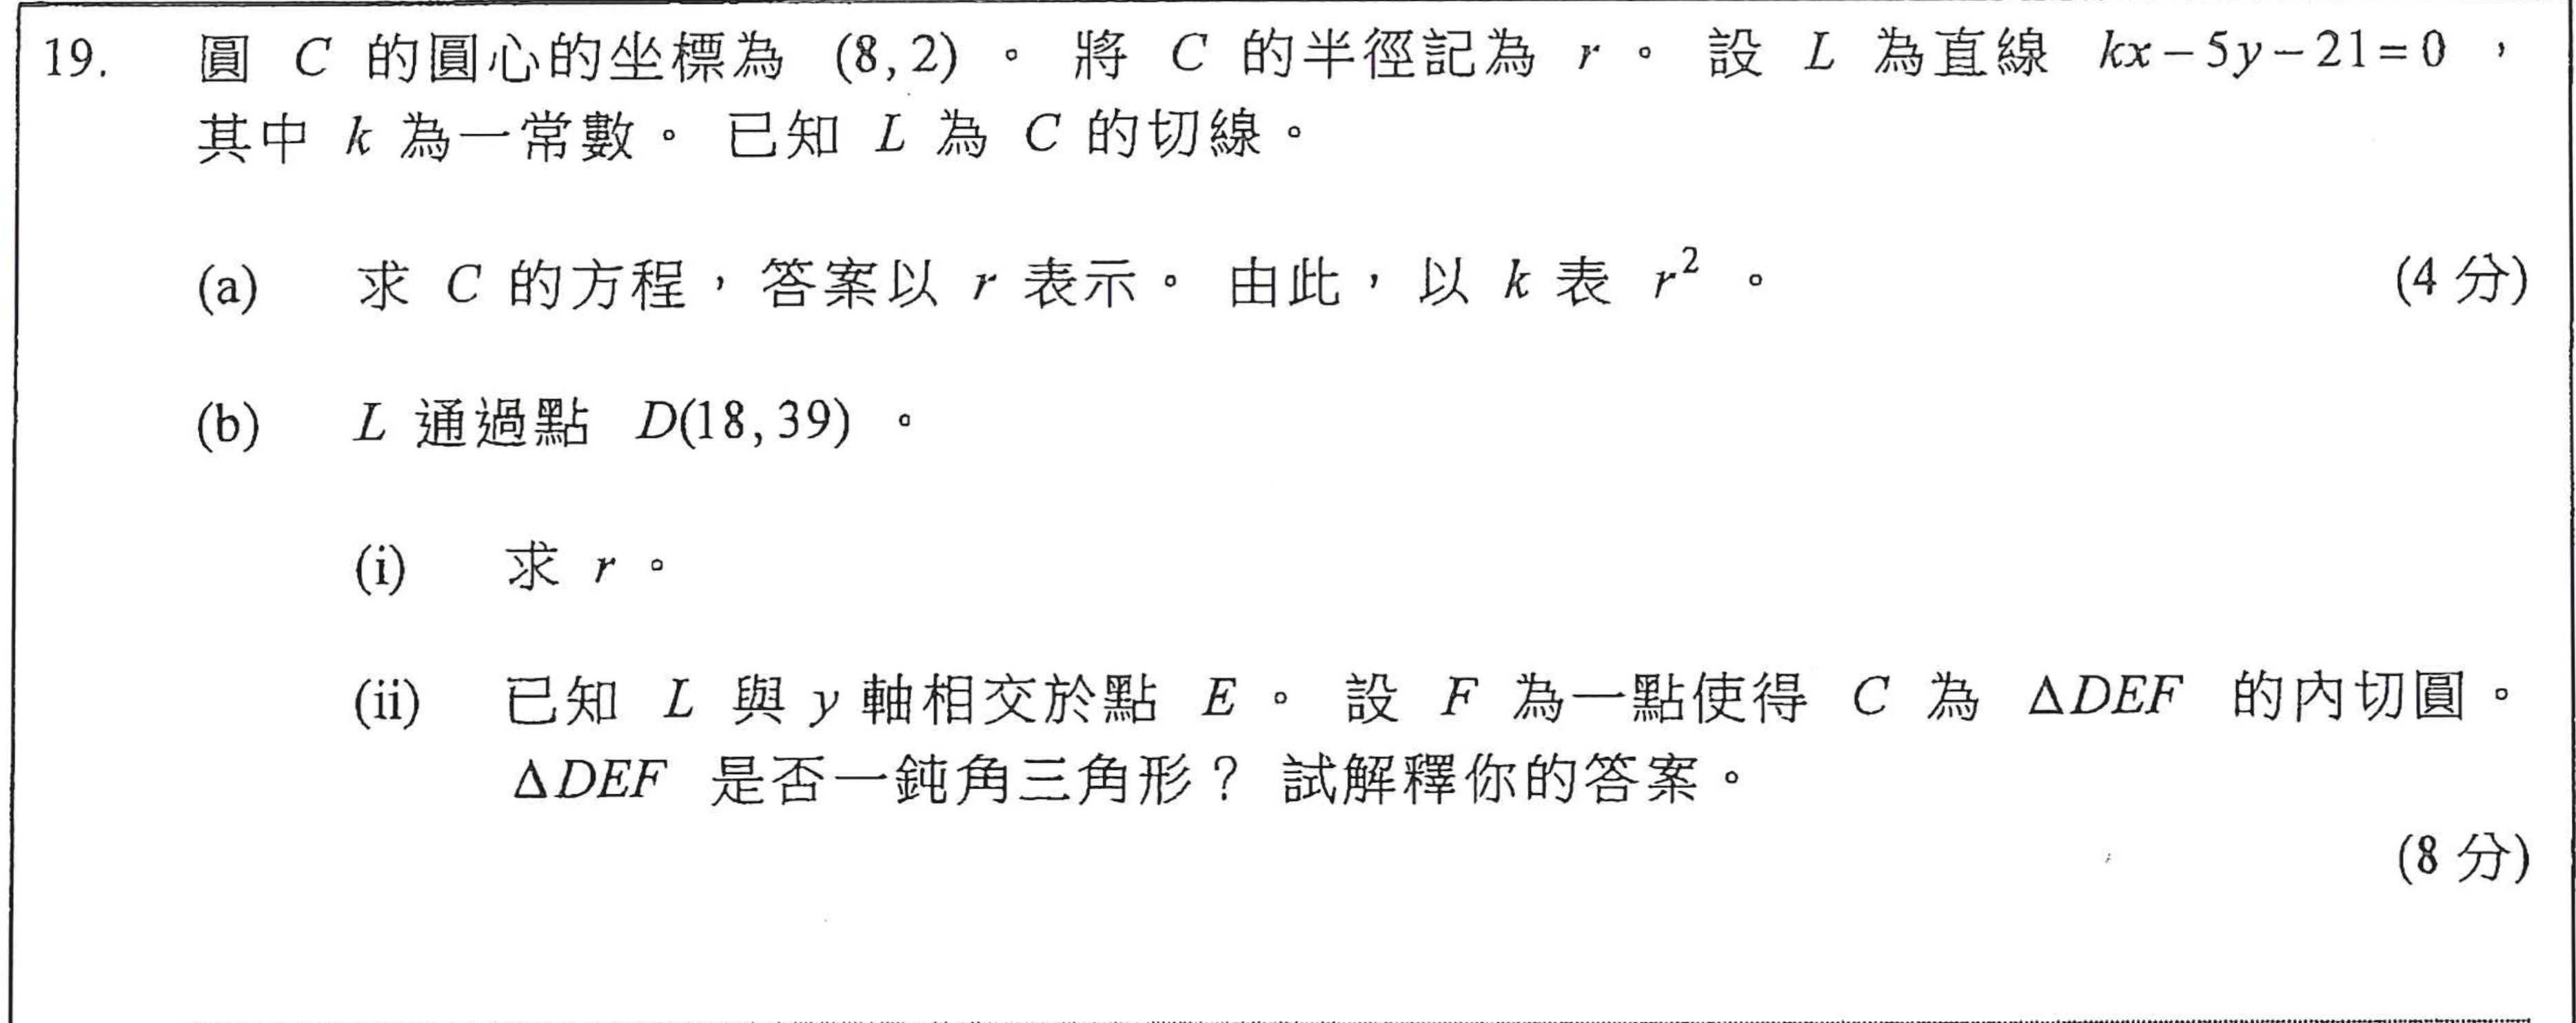 19. 圓 C 的圓心的坐標為 (8, 2) 。 將 C 的半徑記為 r 。 設 L 為直線 kx − 5y − 21 = 0 ,
其中 k 為一常數。 已知 L 為 C 的切線。
(a) 求 C 的方程，答案以 r 表示。 由此，以 k 表 r² 。 (4 分)
(b) L 通過點 D(18, 39) 。
(i) 求 r 。
(ii) 已知 L 與 y 軸相交於點 E 。 設 F 為一點使得 C 為 ΔDEF 的內切圓。
ΔDEF 是否一鈍角三角形？ 試解釋你的答案。
(8 分)